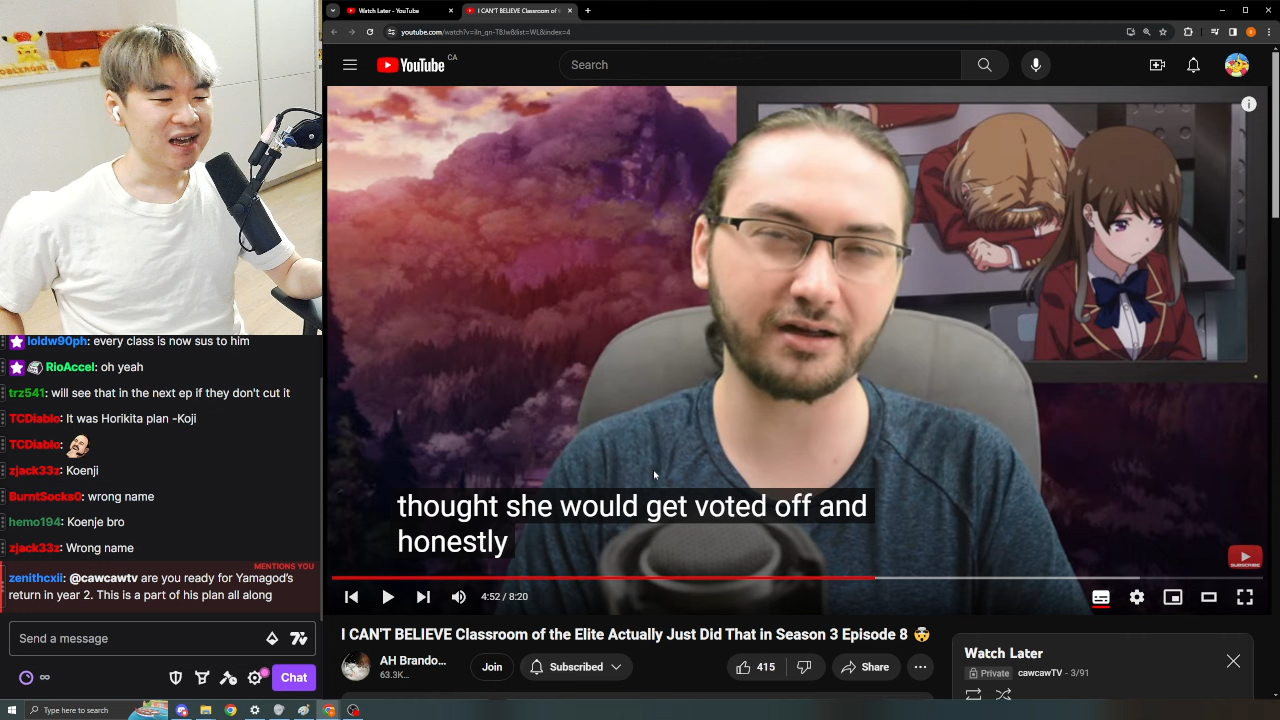 Watch Later - YouTube
I CAN'T BELIEVE Classroom of the E
youtube.com/watch?v=iln_qn-TBJw&list=WL&index=4
YouTube CA
Search
loldw90ph: every class is now sus to him
RioAccel: oh yeah
trz541: will see that in the next ep if they don't cut it
TCDiablo: It was Horikita plan -Koji
TCDiablo:
zjack33z: Koenji
BurntSocks0: wrong name
hemo194: Koenje bro
zjack33z: Wrong name
MENTIONS YOU
zenithcxii: @cawcawtv are you ready for Yamagod's
return in year 2. This is a part of his plan all along
Send a message
Chat
thought she would get voted off and
honestly
SUBSCRIBE
4:52 / 8:20
I CAN'T BELIEVE Classroom of the Elite Actually Just Did That in Season 3 Episode 8
AH Brando...
63.3K...
Join
Subscribed
415
Share
Watch Later
Private cawcawTV - 3/91
Type here to search